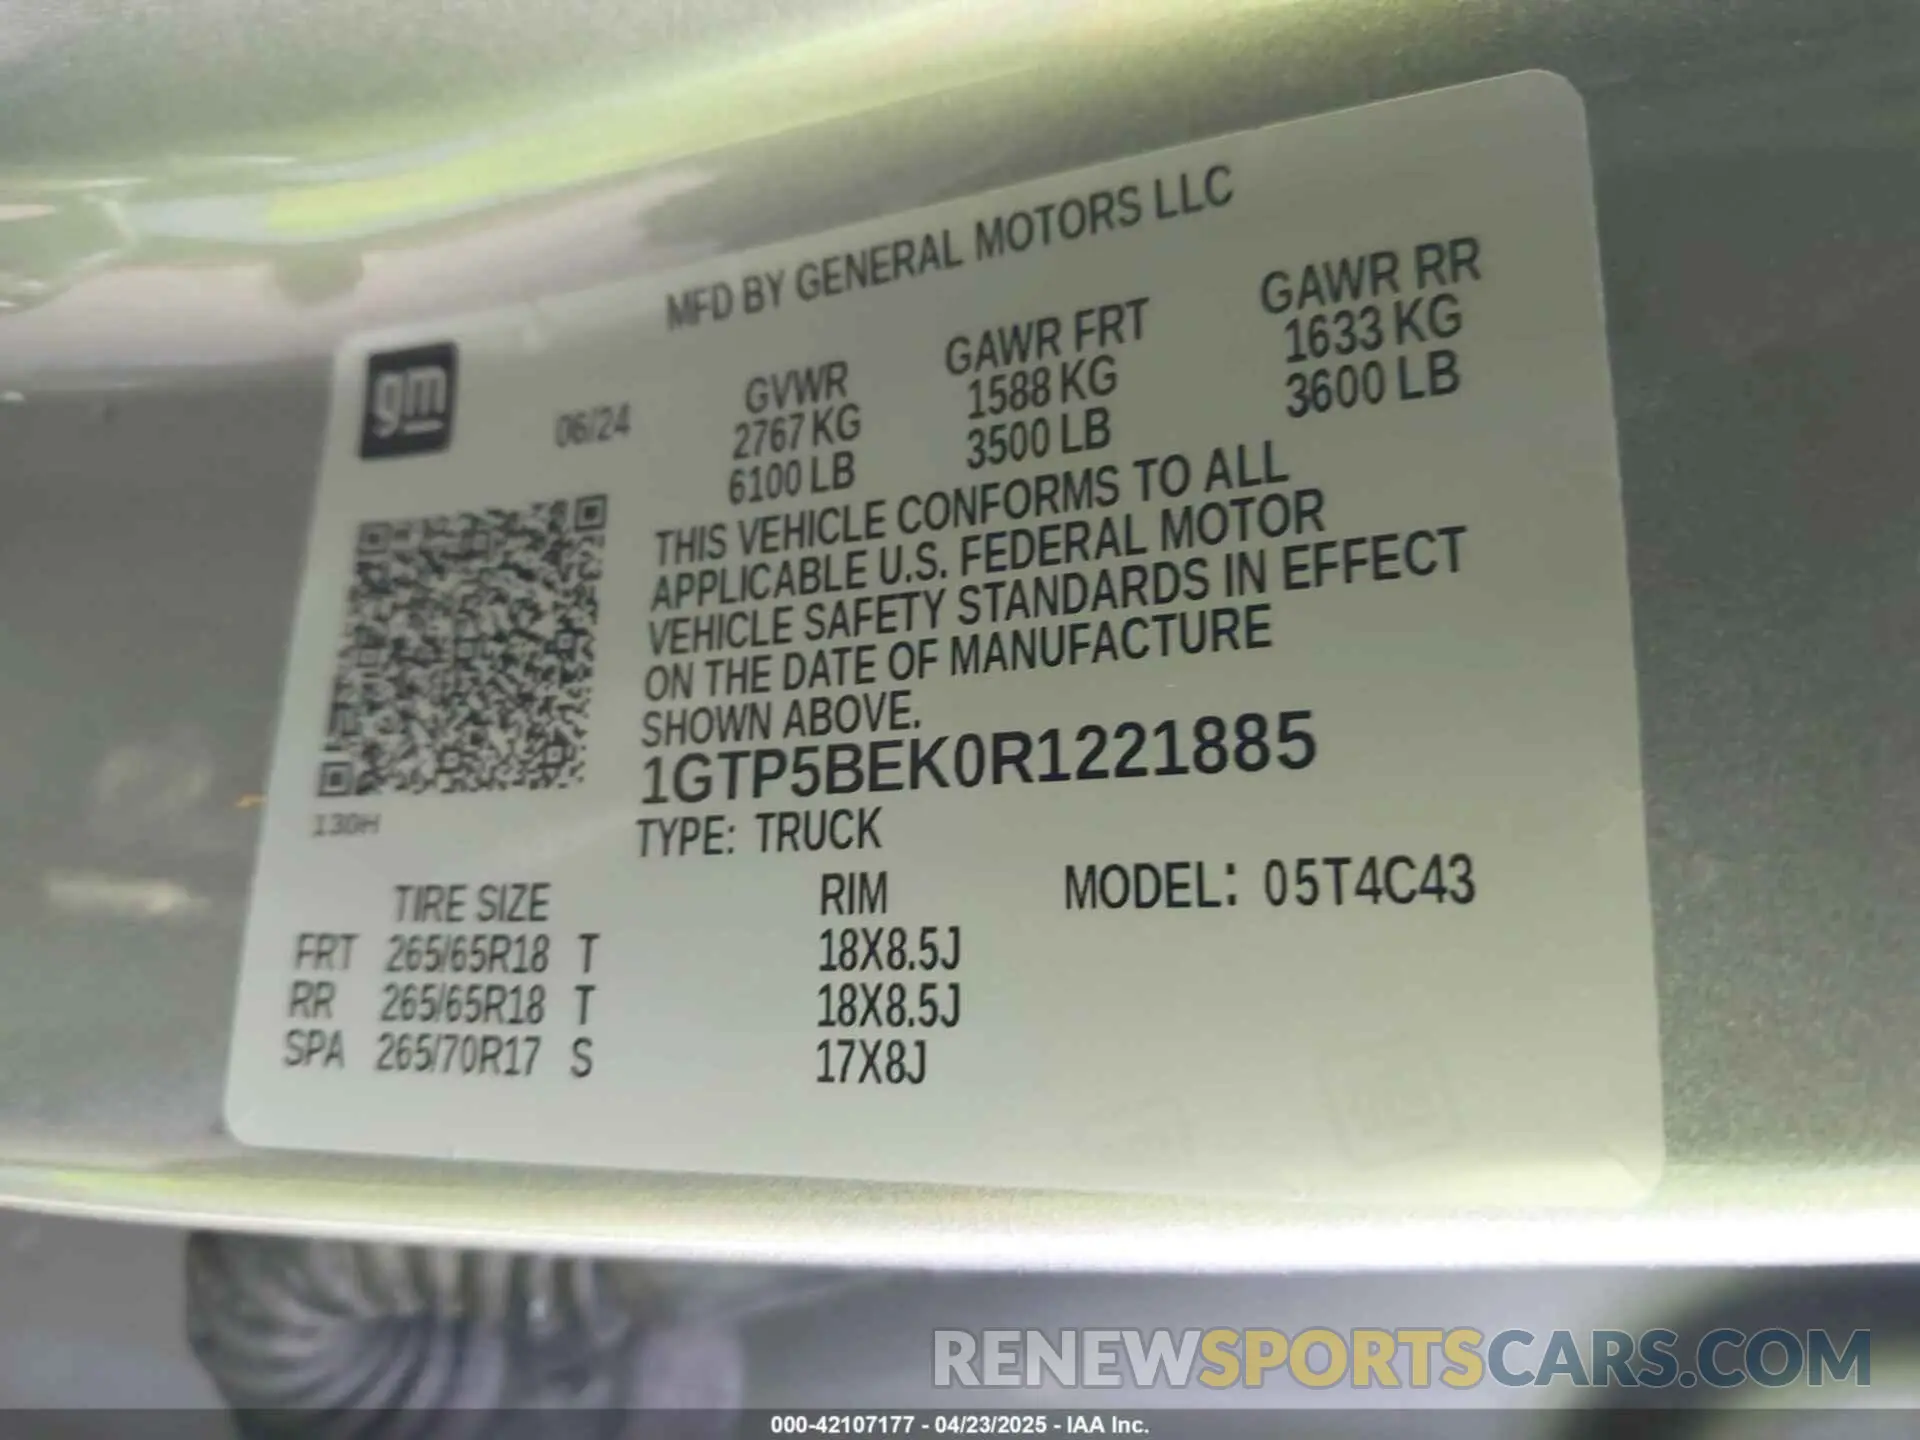 MFD BY GENERAL MOTORS LLC
gm
06/24
GVWR
2767 KG
6100 LB
GAWR FRT
1588 KG
3500 LB
GAWR RR
1633 KG
3600 LB
THIS VEHICLE CONFORMS TO ALL
APPLICABLE U.S. FEDERAL MOTOR
VEHICLE SAFETY STANDARDS IN EFFECT
ON THE DATE OF MANUFACTURE
SHOWN ABOVE.
1GTP5BEK0R1221885
TYPE: TRUCK
130H
TIRE SIZE RIM MODEL: 05T4C43
FRT 265/65R18 T 18X8.5J
RR 265/65R18 T 18X8.5J
SPA 265/70R17 S 17X8J
RENEWSPORTSCARS.COM
000-42107177 - 04/23/2025 - IAA Inc.